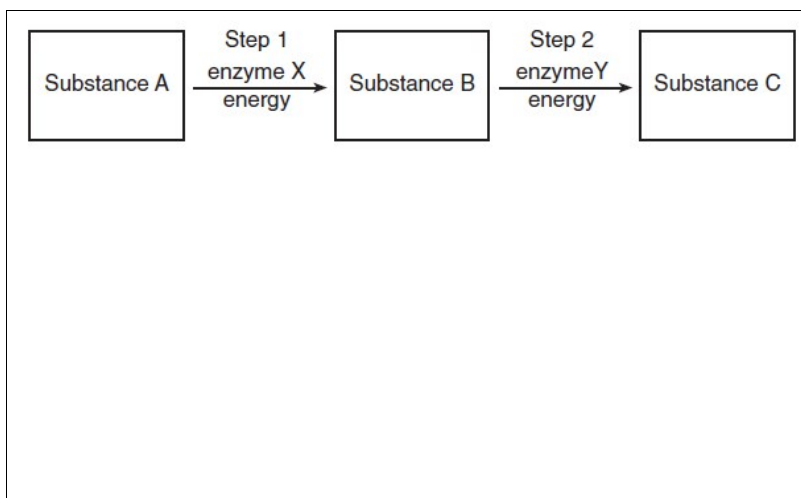 Substance A
Step 1
enzyme X
energy
Substance B
Step 2
enzymeY
energy
Substance C